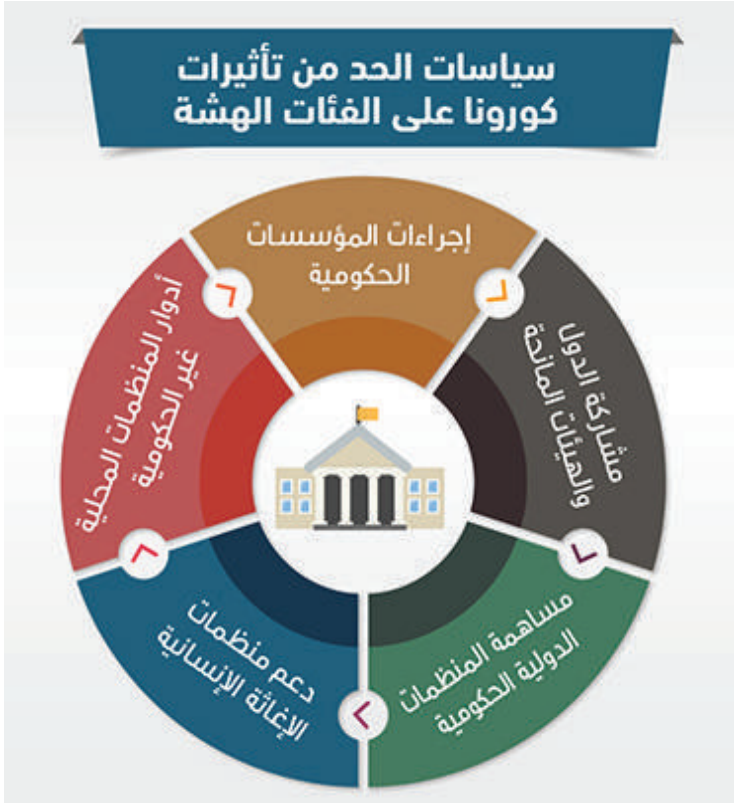 سياسات الحد من تأثيرات
كورونا على الفئات الهشة
إجراءات المؤسسات
الحكومية
مشاركة الدول
والهيئات المانحة
مساهمة المنظمات
الدولية الحكومية
دعم منظمات
الإغاثة الإنسانية
أدوار المنظمات المحلية
غير الحكومية